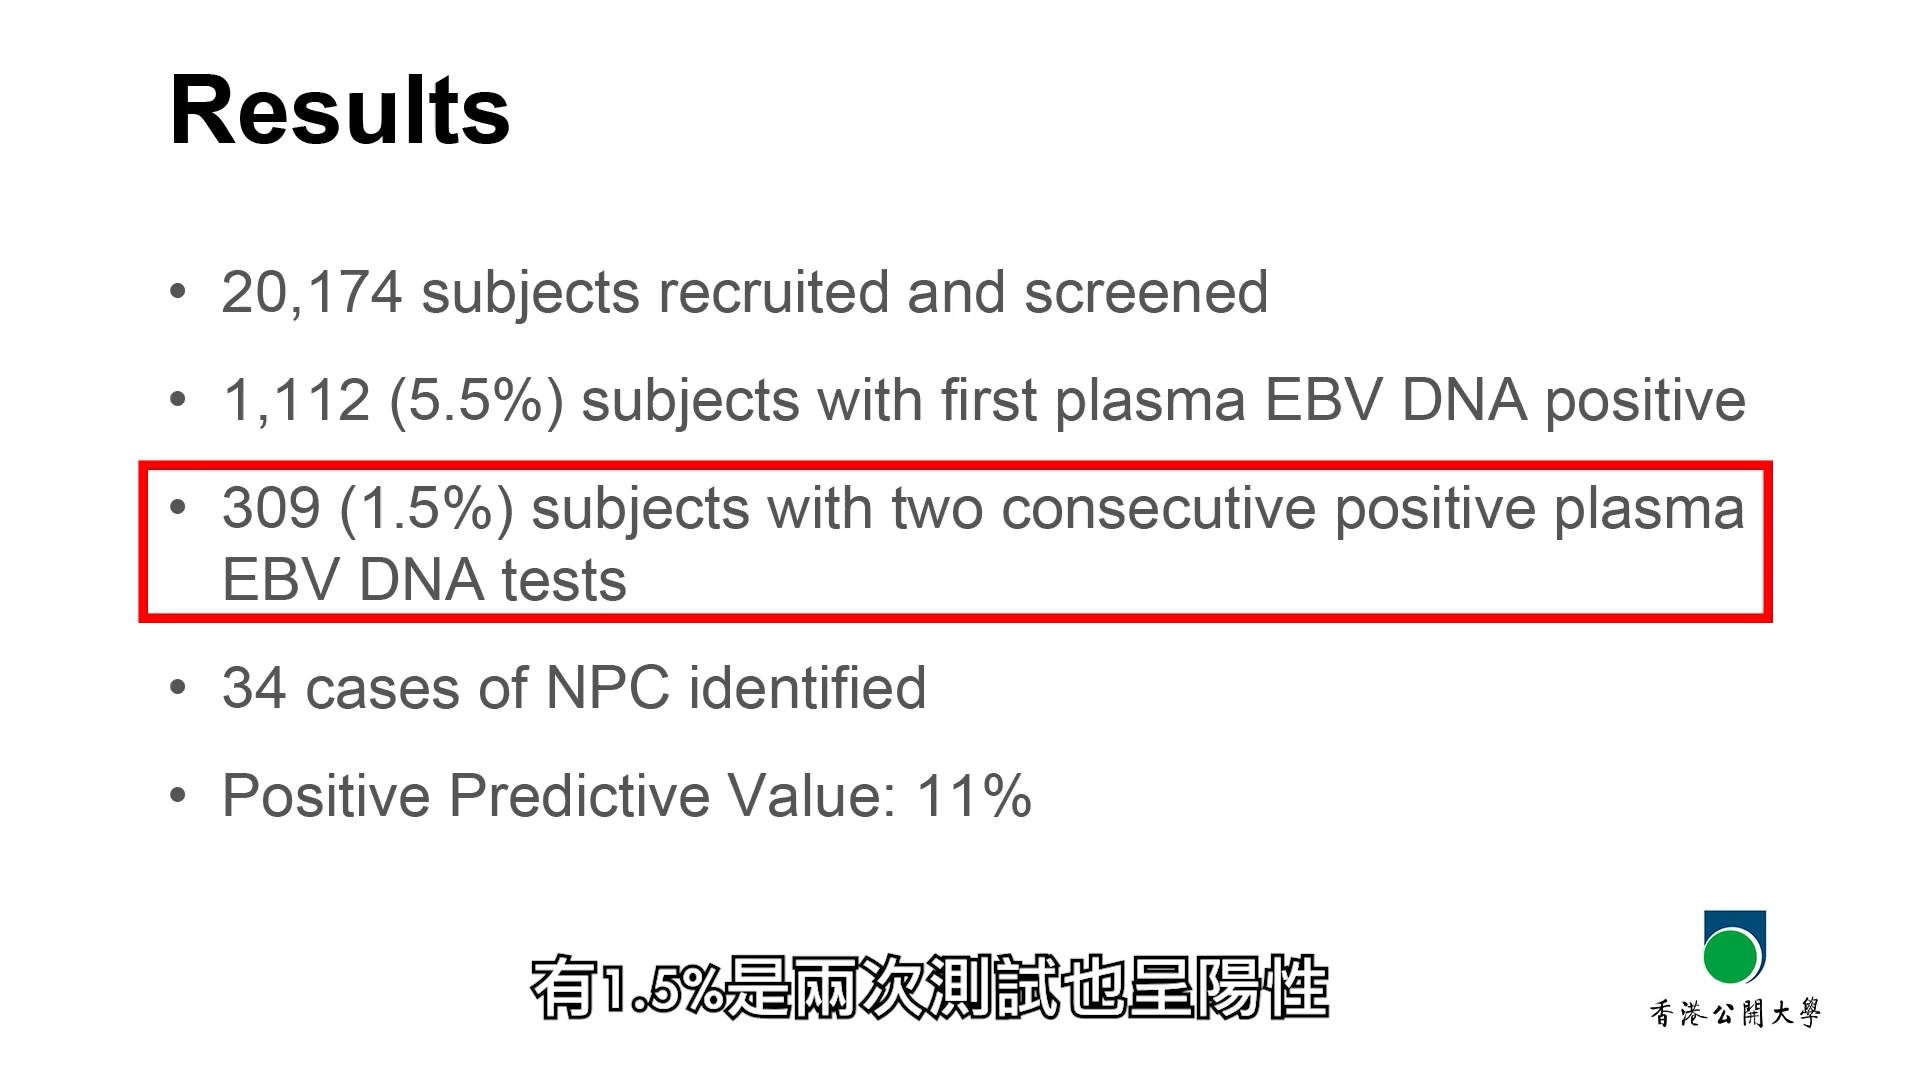 Results
• 20,174 subjects recruited and screened
• 1,112 (5.5%) subjects with first plasma EBV DNA positive
• 309 (1.5%) subjects with two consecutive positive plasma
EBV DNA tests
• 34 cases of NPC identified
• Positive Predictive Value: 11%
有1.5%是兩次測試也呈陽性
香港公開大學